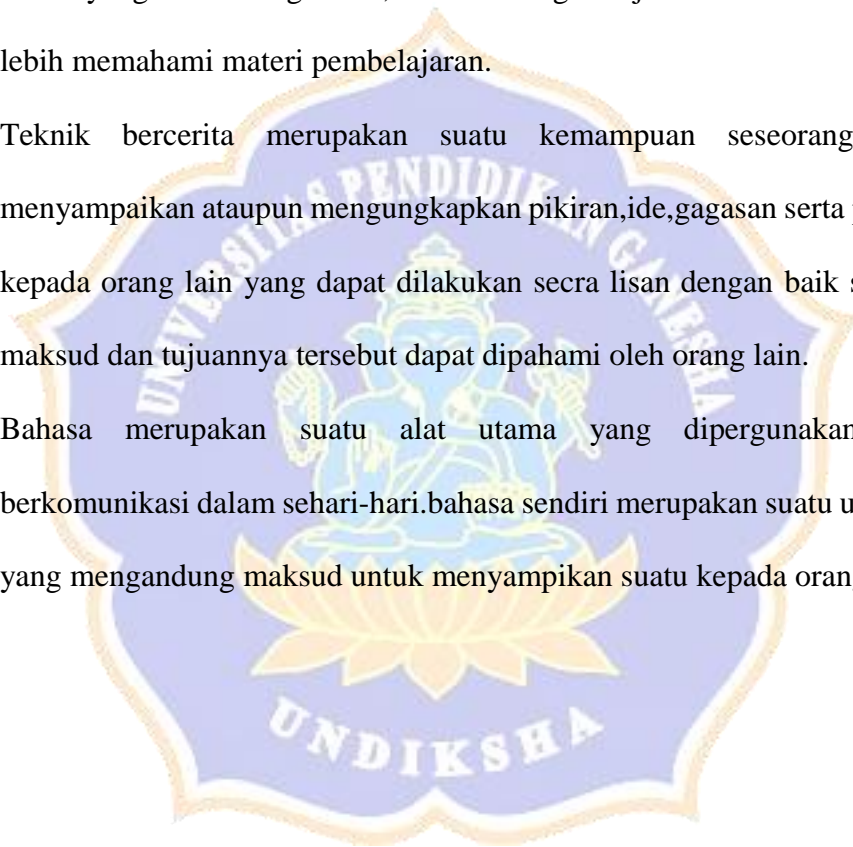 lebih memahami materi pembelajaran.
Teknik bercerita merupakan suatu kemampuan seseorang
menyampaikan ataupun mengungkapkan pikiran,ide,gagasan serta
kepada orang lain yang dapat dilakukan secra lisan dengan baik
maksud dan tujuannya tersebut dapat dipahami oleh orang lain.
Bahasa merupakan suatu alat utama yang dipergunakan
berkomunikasi dalam sehari-hari.bahasa sendiri merupakan suatu
yang mengandung maksud untuk menyampikan suatu kepada
UNIVERSITAS PENDIDIKAN GANESHA
UNDIKSHA